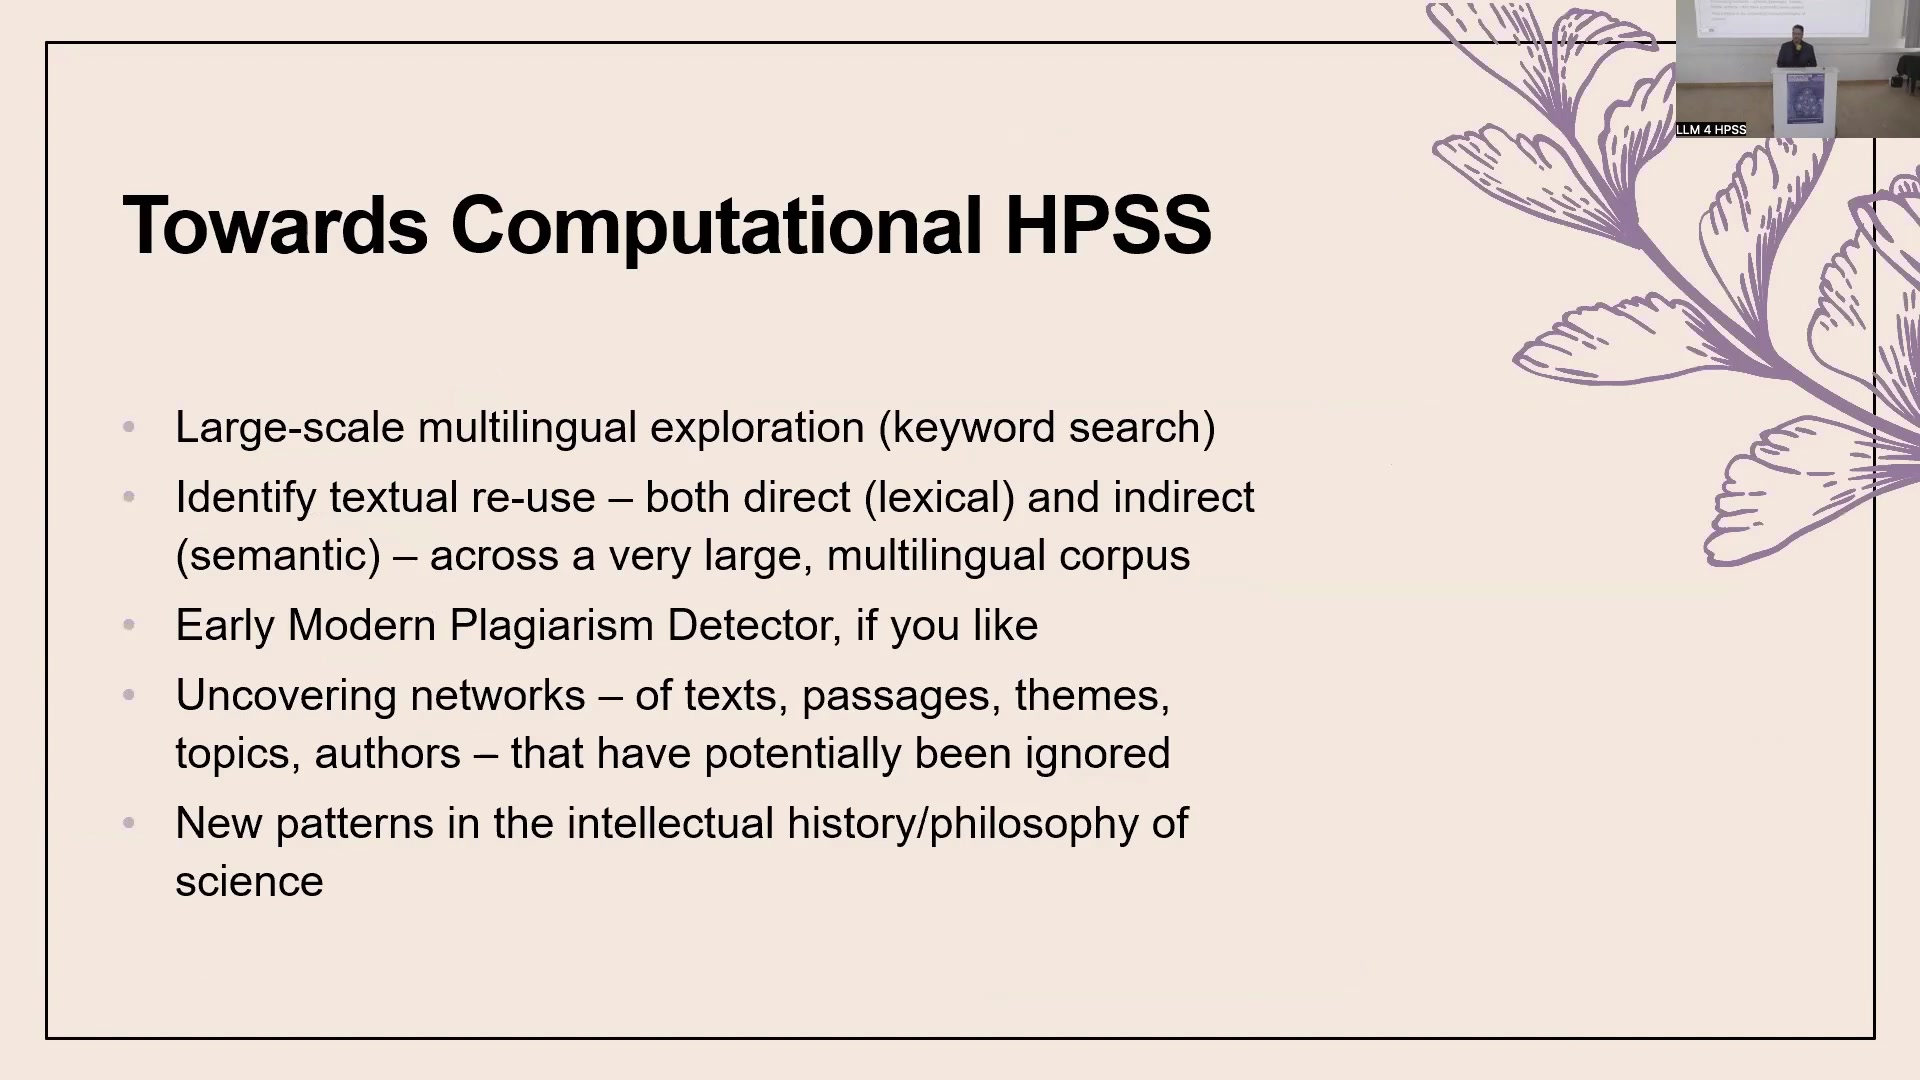 Towards Computational HPSS
• Large-scale multilingual exploration (keyword search)
• Identify textual re-use – both direct (lexical) and indirect
(semantic) – across a very large, multilingual corpus
• Early Modern Plagiarism Detector, if you like
• Uncovering networks – of texts, passages, themes,
topics, authors – that have potentially been ignored
• New patterns in the intellectual history/philosophy of
science
LLM 4 HPSS